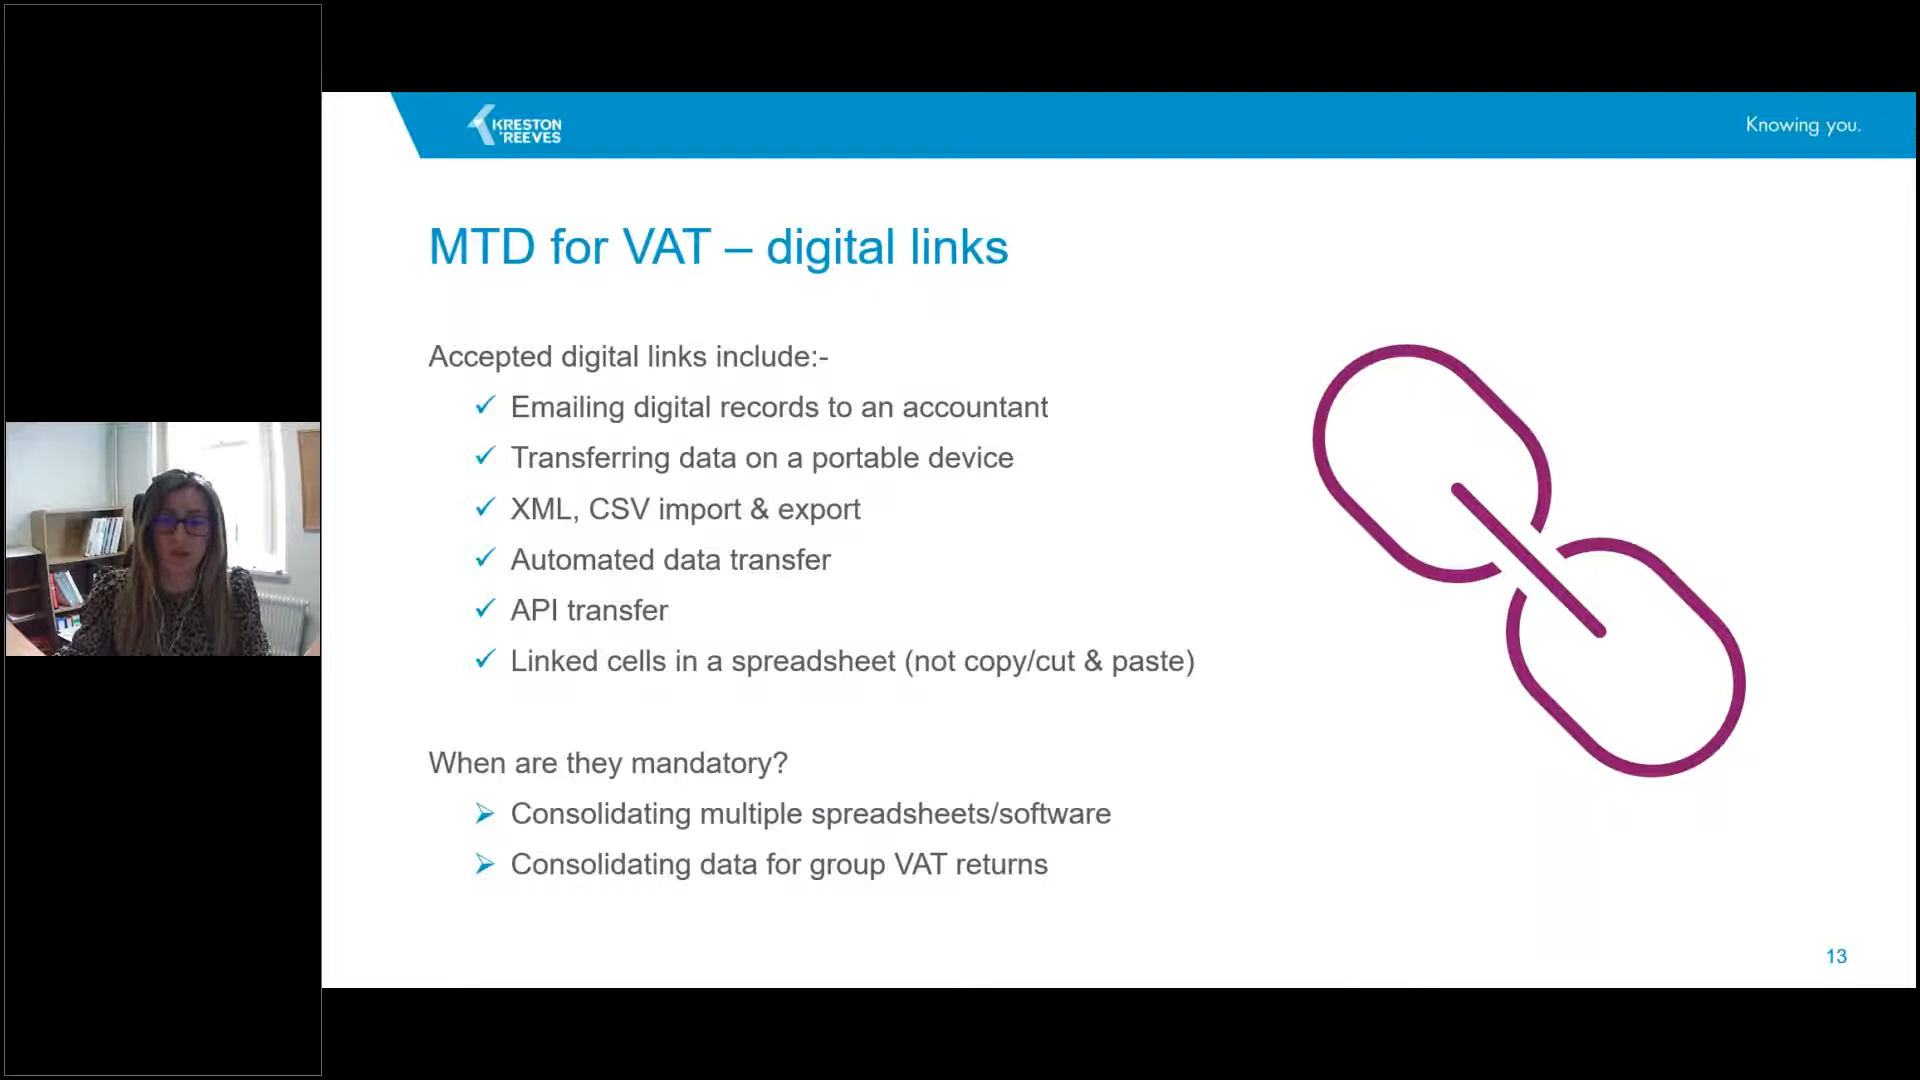 KRESTON
REEVES
Knowing you.
MTD for VAT – digital links
Accepted digital links include:-
Emailing digital records to an accountant
Transferring data on a portable device
XML, CSV import & export
Automated data transfer
API transfer
Linked cells in a spreadsheet (not copy/cut & paste)
When are they mandatory?
Consolidating multiple spreadsheets/software
Consolidating data for group VAT returns
13